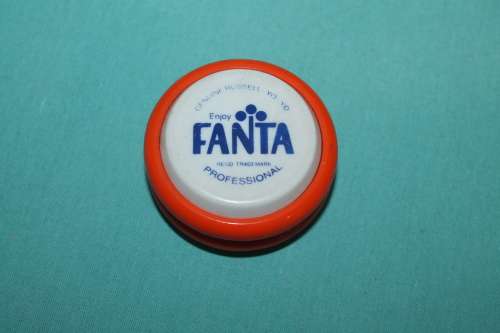 GENUINE RUSSELL YO-YO
Enjoy
FANTA
REGD TRADEMARK
PROFESSIONAL